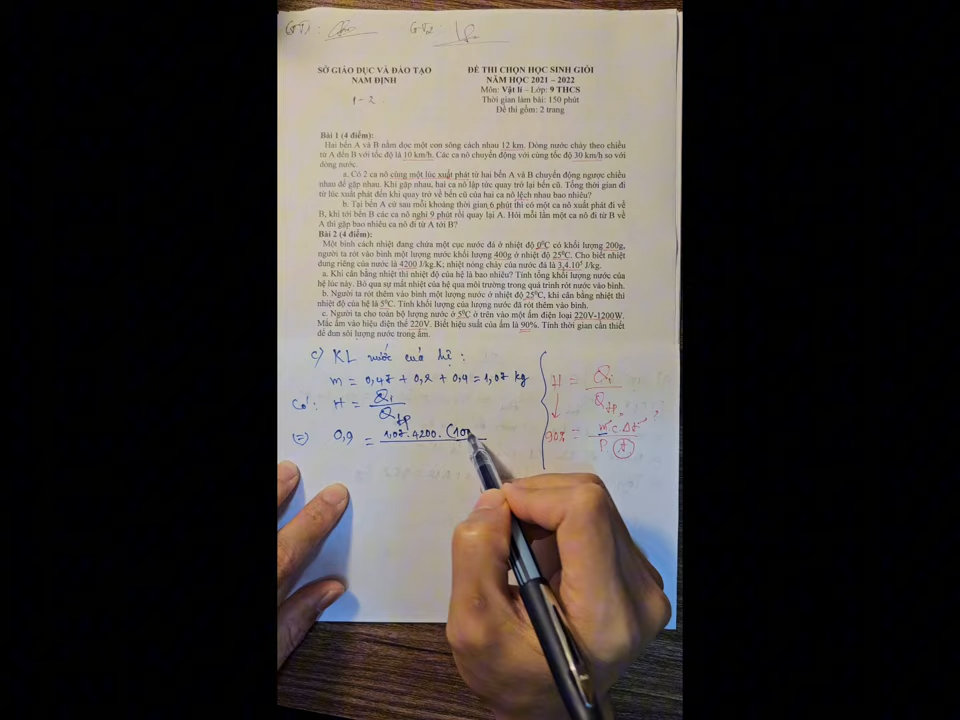 GT1: GT2:
SỞ GIÁO DỤC VÀ ĐÀO TẠO
NAM ĐỊNH
1-2
ĐỀ THI CHỌN HỌC SINH GIỎI
NĂM HỌC 2021 – 2022
Môn: Vật lí – Lớp: 9 THCS
Thời gian làm bài: 150 phút
Đề thi gồm: 2 trang
Bài 1 (4 điểm):
Hai bến A và B nằm dọc một con sông cách nhau 12 km. Dòng nước chảy theo chiều
từ A đến B với tốc độ là 10 km/h. Các ca nô chuyển động với cùng tốc độ 30 km/h so với
dòng nước.
a. Có 2 ca nô cùng một lúc xuất phát từ hai bến A và B chuyển động ngược chiều
nhau để gặp nhau. Khi gặp nhau, hai ca nô lập tức quay trở lại bến cũ. Tổng thời gian đi
từ lúc xuất phát đến khi quay trở về bến cũ của hai ca nô lệch nhau bao nhiêu?
b. Tại bến A cứ sau mỗi khoảng thời gian 6 phút thì có một ca nô xuất phát đi về
B, khi tới bến B các ca nô nghỉ 9 phút rồi quay lại A. Hỏi mỗi lần một ca nô đi từ B về
A thì gặp bao nhiêu ca nô đi từ A tới B?
Bài 2 (4 điểm):
Một bình cách nhiệt đang chứa một cục nước đá ở nhiệt độ 0⁰C có khối lượng 200g,
người ta rót vào bình một lượng nước khối lượng 400g ở nhiệt độ 25⁰C. Cho biết nhiệt
dung riêng của nước là 4200 J/kg.K; nhiệt nóng chảy của nước đá là 3,4.10⁵ J/kg.
a. Khi cân bằng nhiệt thì nhiệt độ của hệ là bao nhiêu? Tính tổng khối lượng nước của
hệ lúc này. Bỏ qua sự mất nhiệt của hệ qua môi trường trong quá trình rót nước vào bình.
b. Người ta rót thêm vào bình một lượng nước ở nhiệt độ 25⁰C, khi cân bằng nhiệt thì
nhiệt độ của hệ là 5⁰C. Tính khối lượng của lượng nước đã rót thêm vào bình.
c. Người ta cho toàn bộ lượng nước ở 5⁰C ở trên vào một ấm điện loại 220V-1200W.
Mắc ấm vào hiệu điện thế 220V. Biết hiệu suất của ấm là 90%. Tính thời gian cần thiết
để đun sôi lượng nước trong ấm.
c) KL nước của hệ :
m = 0,47 + 0,2 + 0,4 = 1,07 kg
Có: H = Qi / Qtp
(=) 0,9 = 1,07.4200.(100
H = Qi / Qtp
90% = m.c.Δt / P.t